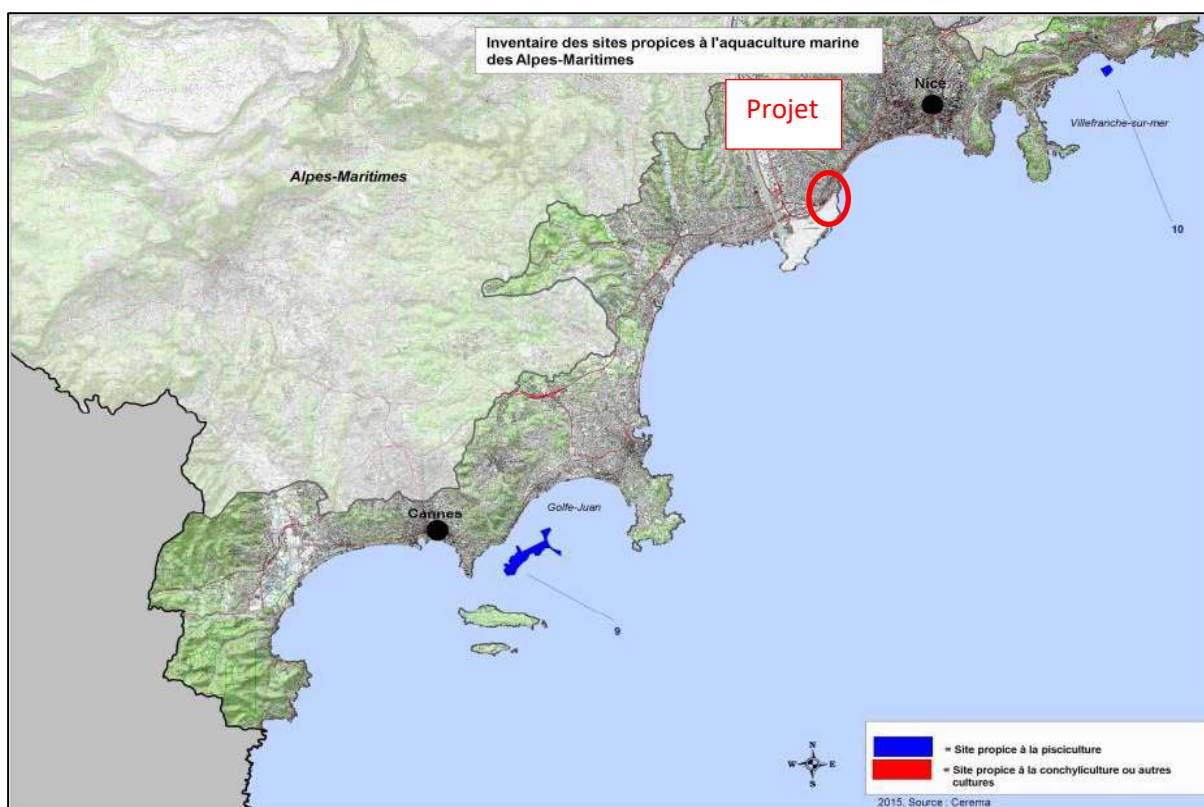 Inventaire des sites propices à l'aquaculture marine
des Alpes-Maritimes
Projet
Nice
Villefranche-sur-mer
Alpes-Maritimes
10
Golfe-Juan
Cannes
9
N
W E
S
= Site propice à la pisciculture
= Site propice à la conchyliculture ou autres
cultures
2015, Source : Cerema